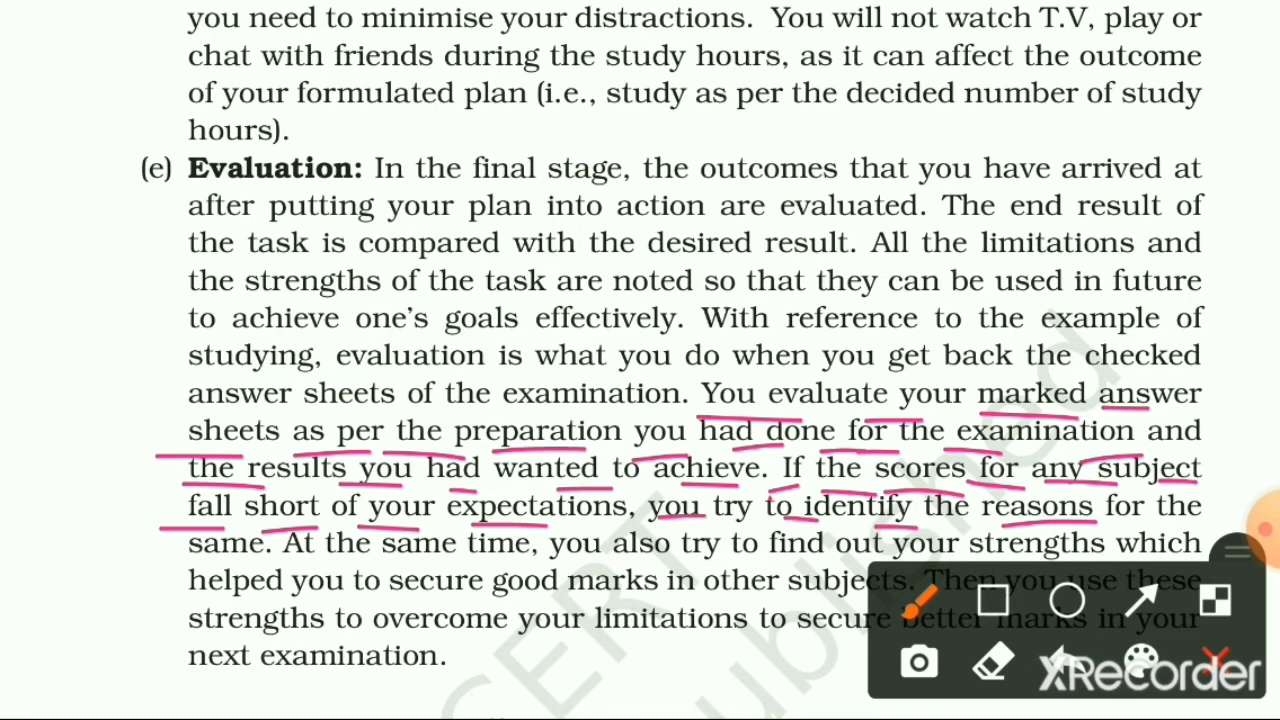 you need to minimise your distractions. You will not watch T.V, play or
chat with friends during the study hours, as it can affect the outcome
of your formulated plan (i.e., study as per the decided number of study
hours).
(e) Evaluation: In the final stage, the outcomes that you have arrived at
after putting your plan into action are evaluated. The end result of
the task is compared with the desired result. All the limitations and
the strengths of the task are noted so that they can be used in future
to achieve one's goals effectively. With reference to the example of
studying, evaluation is what you do when you get back the checked
answer sheets of the examination. You evaluate your marked answer
sheets as per the preparation you had done for the examination and
the results you had wanted to achieve. If the scores for any subject
fall short of your expectations, you try to identify the reasons for the
same. At the same time, you also try to find out your strengths which
helped you to secure good marks in other subjects. Then you use these
strengths to overcome your limitations to secure better marks in your
next examination.
XRecorder